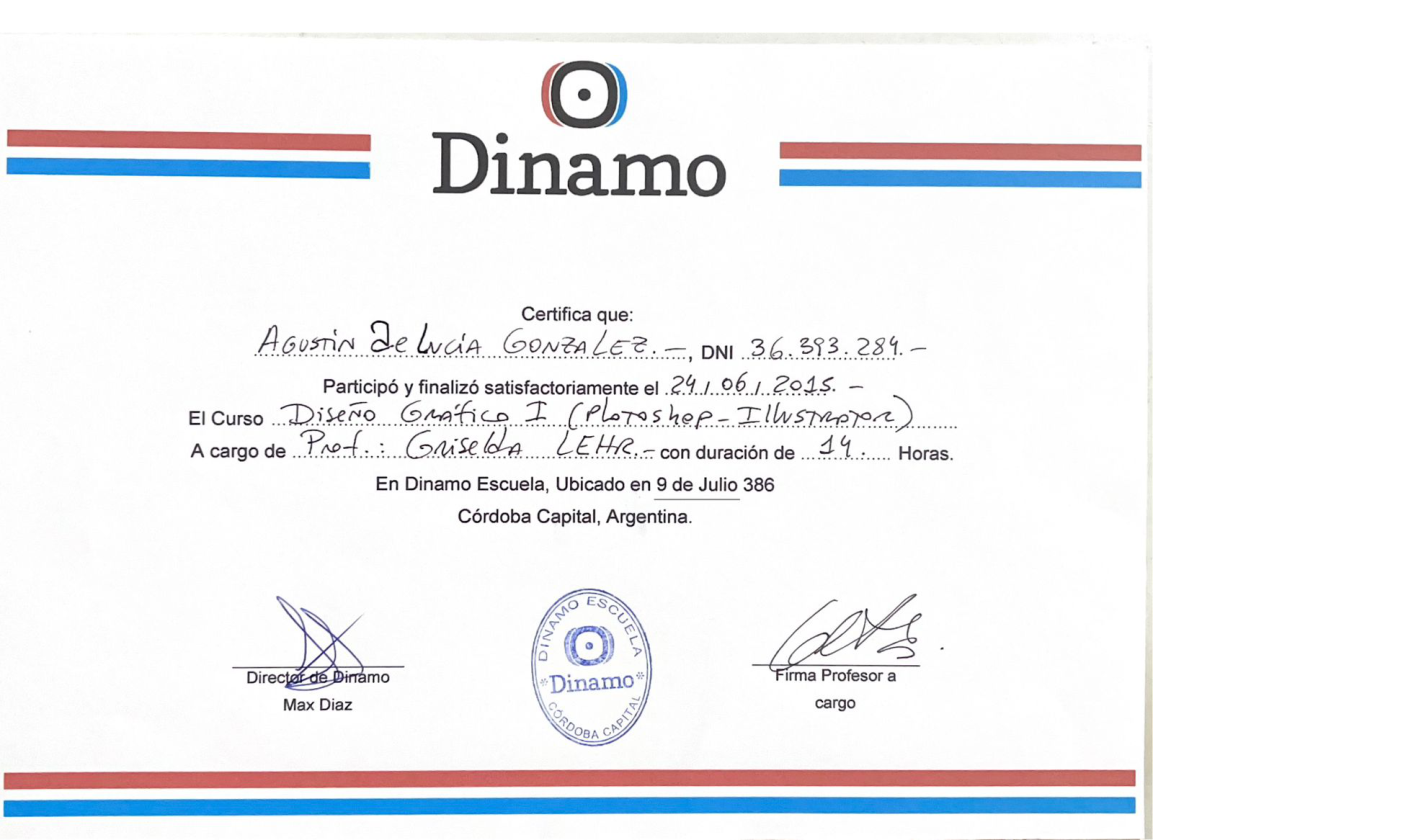 Dinamo
Certifica que:
Agustin De Lucía GONZALEZ.–, DNI 36.393.284.–
Participó y finalizó satisfactoriamente el 24/06/2015.–
El Curso Diseño Gráfico I (Photoshop-Illustrator)
A cargo de Prof.: Griselda LEHR.– con duración de 14 Horas.
En Dinamo Escuela, Ubicado en 9 de Julio 386
Córdoba Capital, Argentina.
DINAMO ESCUELA
*Dinamo*
CÓRDOBA CAPITAL
Director de Dinamo
Max Diaz
Firma Profesor a
cargo